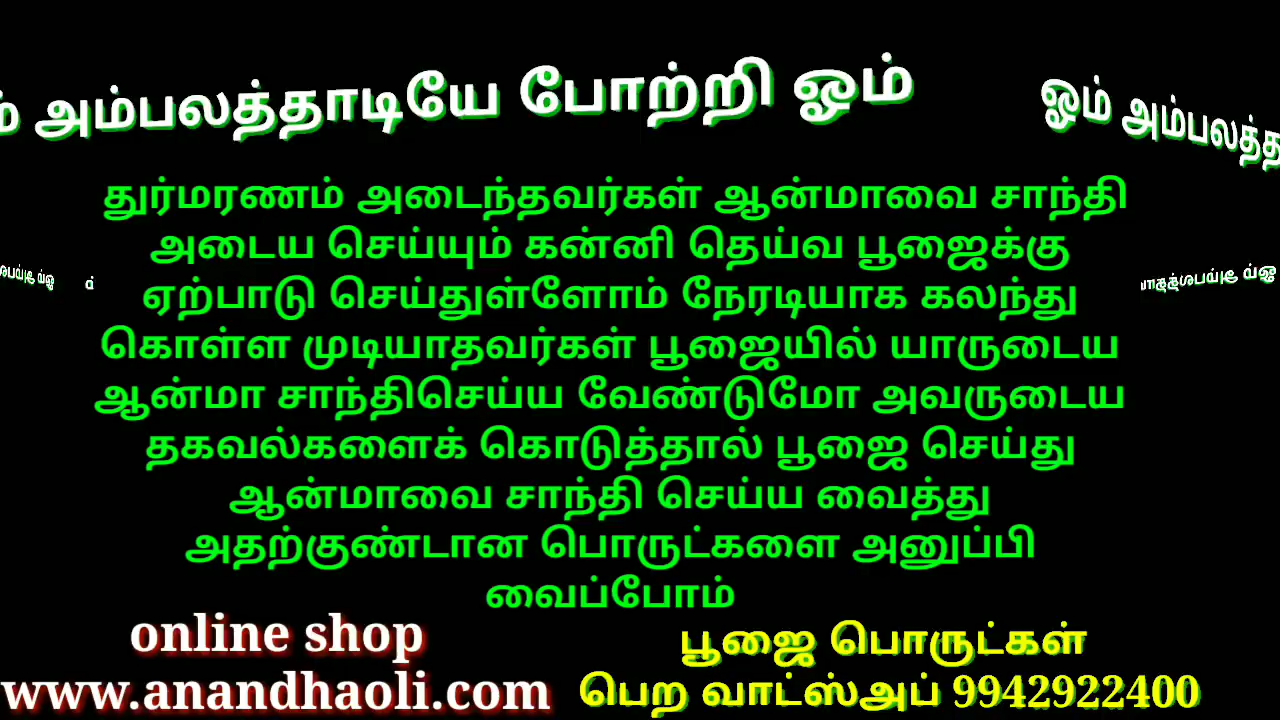 அம்பலத்தாடியே போற்றி ஓம்
ஓம் அம்பலத்த
துர்மரணம் அடைந்தவர்கள் ஆன்மாவை சாந்தி
அடைய செய்யும் கன்னி தெய்வ பூஜைக்கு
ஏற்பாடு செய்துள்ளோம் நேரடியாக கலந்து
கொள்ள முடியாதவர்கள் பூஜையில் யாருடைய
ஆன்மா சாந்திசெய்ய வேண்டுமோ அவருடைய
தகவல்களைக் கொடுத்தால் பூஜை செய்து
ஆன்மாவை சாந்தி செய்ய வைத்து
அதற்குண்டான பொருட்களை அனுப்பி
வைப்போம்
online shop
www.anandhaoli.com
பூஜை பொருட்கள்
பெற வாட்ஸ்அப் 9942922400